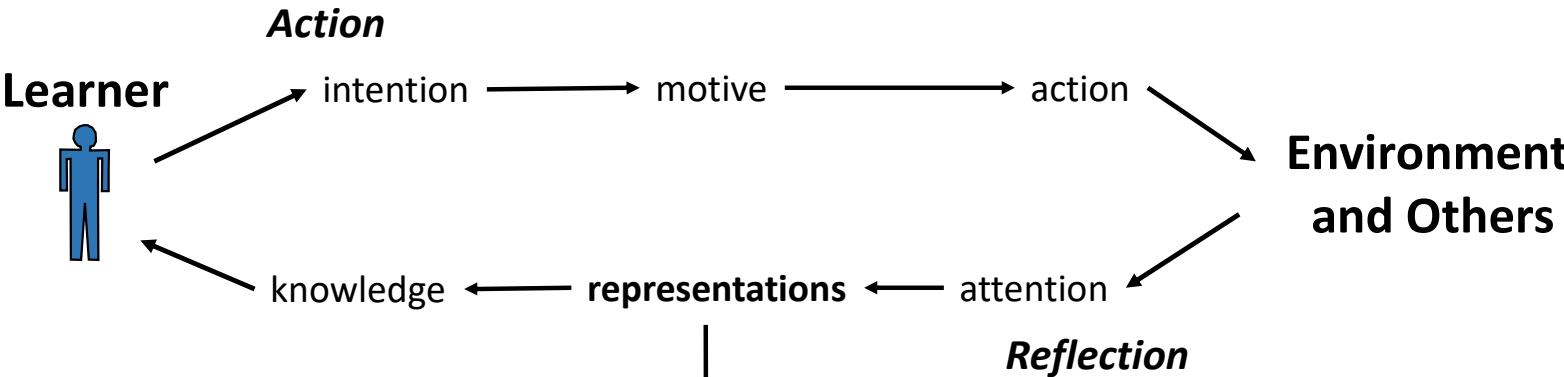 Action
Learner
intention
motive
action
Environment
and Others
knowledge
representations
attention
Reflection